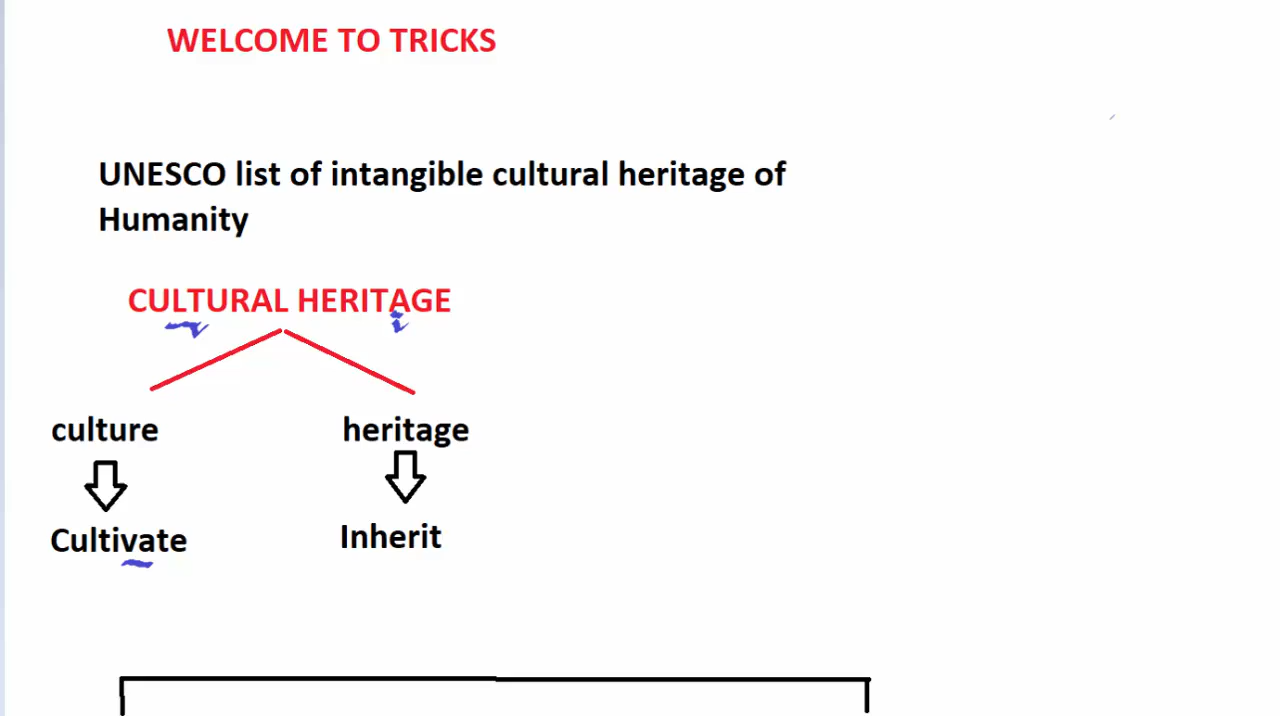 WELCOME TO TRICKS
UNESCO list of intangible cultural heritage of
Humanity
CULTURAL HERITAGE
culture heritage
Cultivate Inherit